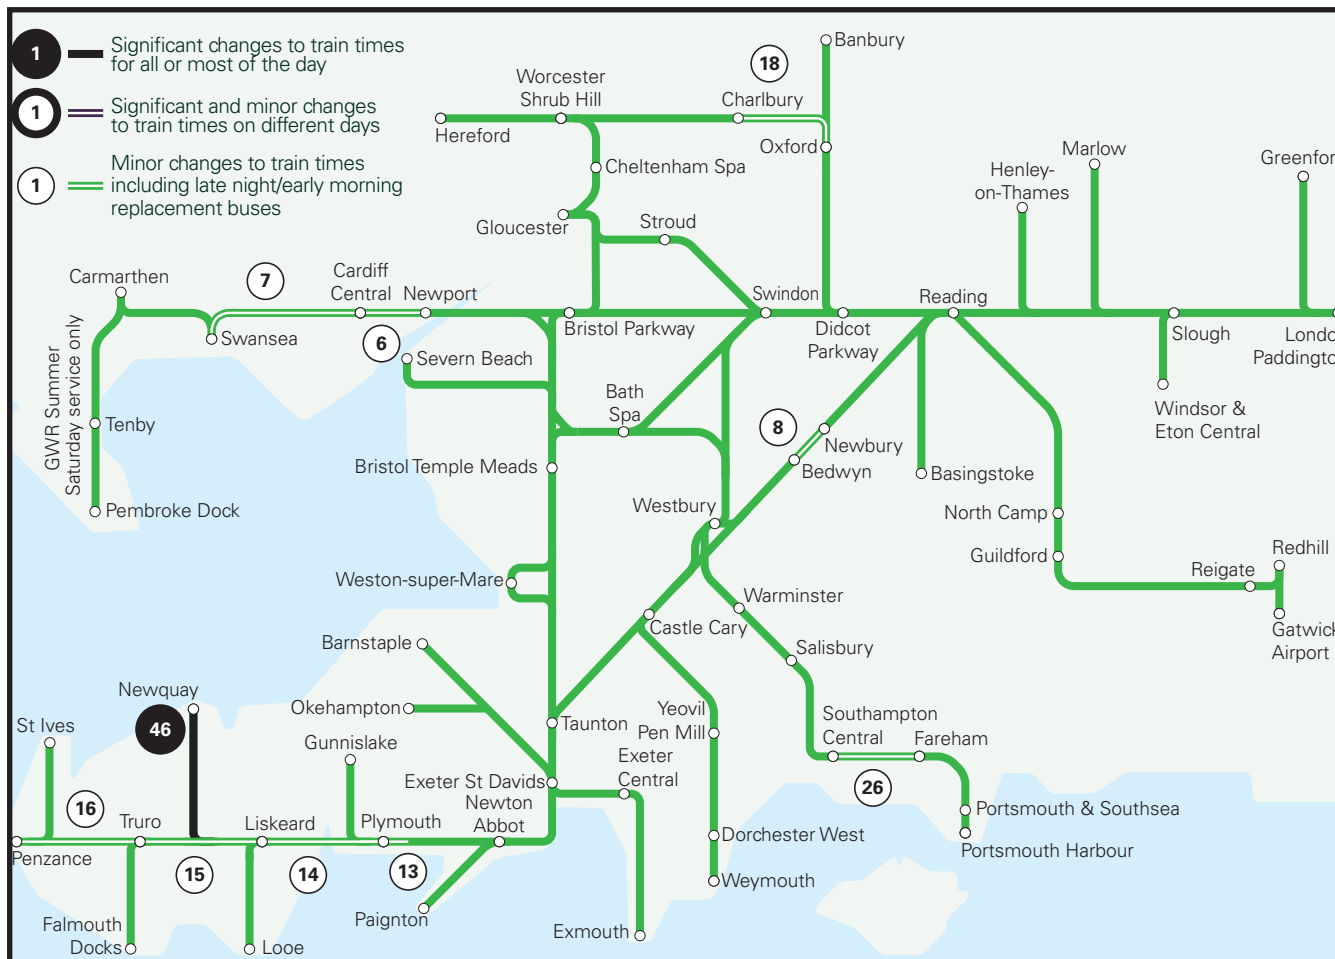 1
Significant changes to train times
for all or most of the day
1
Significant and minor changes
to train times on different days
1
Minor changes to train times
including late night/early morning
replacement buses
Banbury
18
Worcester
Shrub Hill
Charlbury
Hereford
Oxford
Cheltenham Spa
Marlow
Henley-
on-Thames
Greenford
Gloucester
Stroud
Carmarthen
7
Cardiff
Central
Newport
Swindon
Reading
Swansea
Bristol Parkway
Didcot
Parkway
Slough
London
Paddington
6
Severn Beach
GWR Summer
Saturday service only
Bath
Spa
Windsor &
Eton Central
Tenby
8
Newbury
Bedwyn
Bristol Temple Meads
Basingstoke
Pembroke Dock
Westbury
North Camp
Guildford
Redhill
Reigate
Weston-super-Mare
Warminster
Castle Cary
Gatwick
Airport
Barnstaple
Salisbury
Newquay
Okehampton
St Ives
46
Gunnislake
Taunton
Yeovil
Pen Mill
Southampton
Central
Fareham
Exeter St Davids
Exeter
Central
Newton
Abbot
26
16
Truro
Liskeard
Plymouth
Portsmouth & Southsea
Penzance
Dorchester West
Portsmouth Harbour
15
14
13
Weymouth
Falmouth
Docks
Looe
Paignton
Exmouth